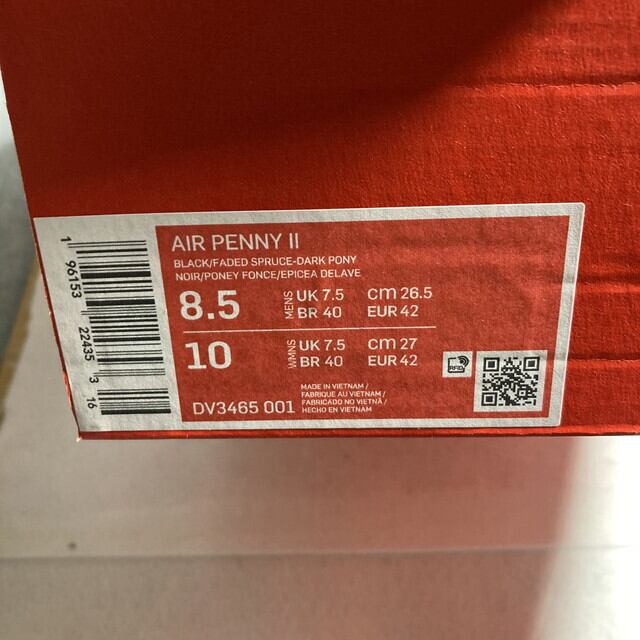 AIR PENNY II
BLACK/FADED SPRUCE-DARK PONY
NOIR/PONEY FONCE/EPICEA DELAVE
8.5 MENS UK 7.5 cm 26.5
BR 40 EUR 42
10 WMNS UK 7.5 cm 27
BR 40 EUR 42
RFID
DV3465 001
MADE IN VIETNAM /
FABRIQUE AU VIETNAM /
FABRICADO NO VIETNÃ /
HECHO EN VIETNAM
1 96153 22435 3 16